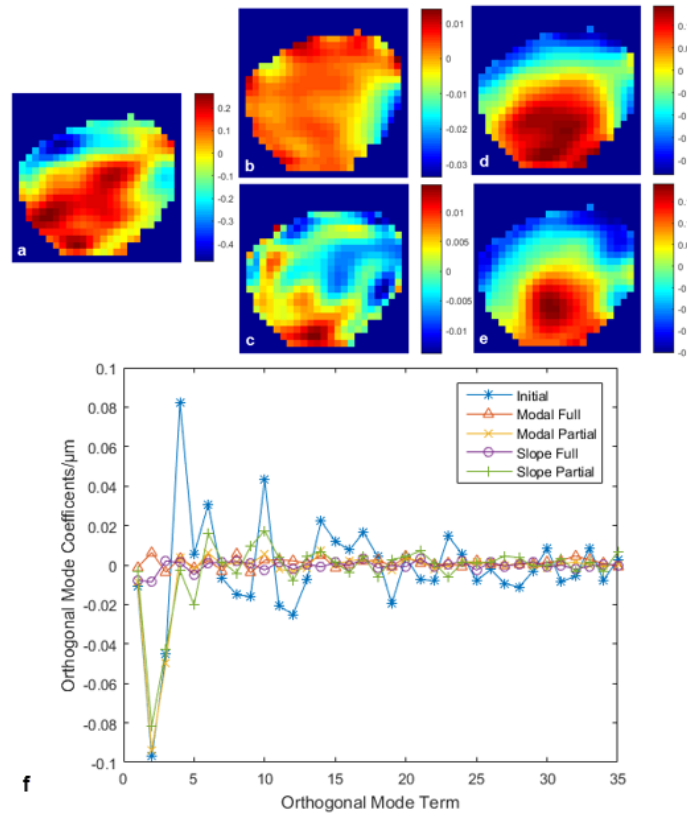 0.2
0.1
0
-0.1
-0.2
-0.3
-0.4
a
0.01
0
-0.01
-0.02
-0.03
b
d
0.01
0.005
0
-0.005
-0.01
c
e
0.1
0.08
0.06
0.04
0.02
0
-0.02
-0.04
-0.06
-0.08
-0.1
Orthogonal Mode Coefficents/µm
Initial
Modal Full
Modal Partial
Slope Full
Slope Partial
0 5 10 15 20 25 30 35
Orthogonal Mode Term
f